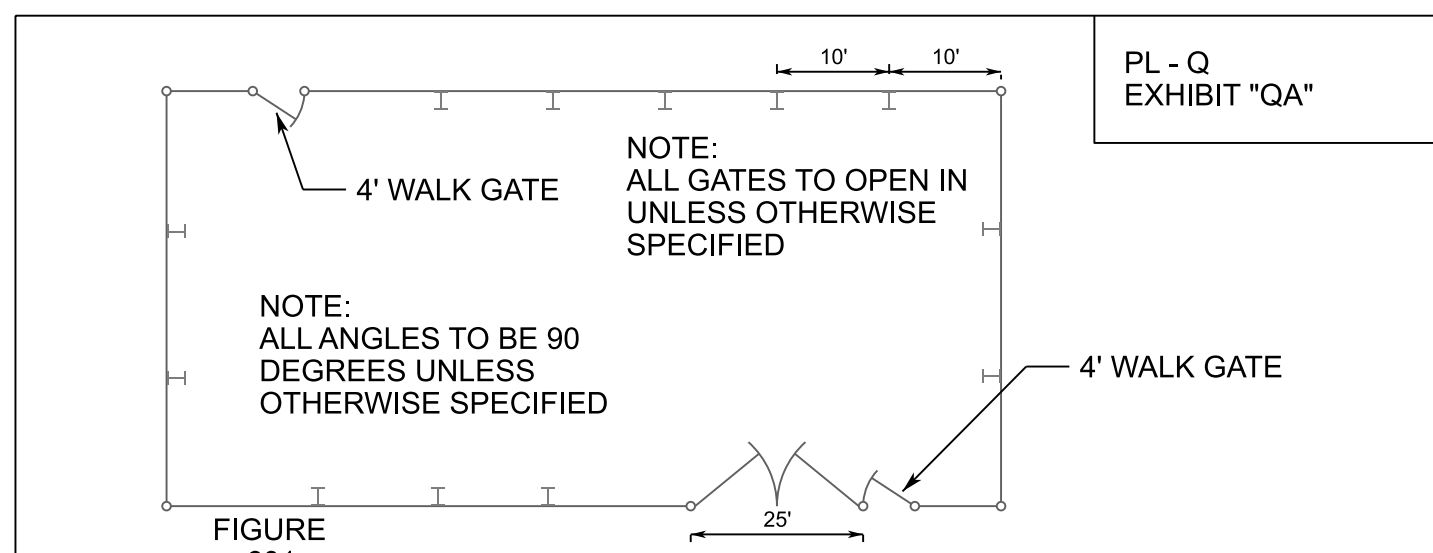 10' 10'
PL - Q
EXHIBIT "QA"
4' WALK GATE
NOTE:
ALL GATES TO OPEN IN
UNLESS OTHERWISE
SPECIFIED
NOTE:
ALL ANGLES TO BE 90
DEGREES UNLESS
OTHERWISE SPECIFIED
4' WALK GATE
25'
FIGURE